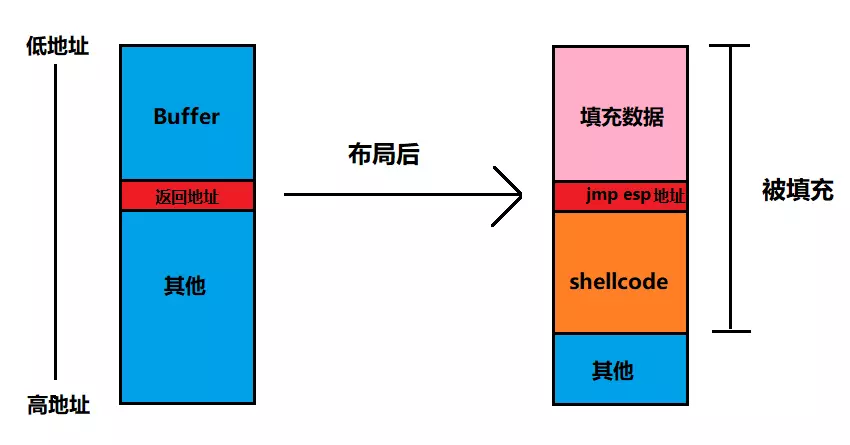 低地址
Buffer
返回地址
其他
高地址
布局后
填充数据
jmp esp 地址
shellcode
其他
被填充